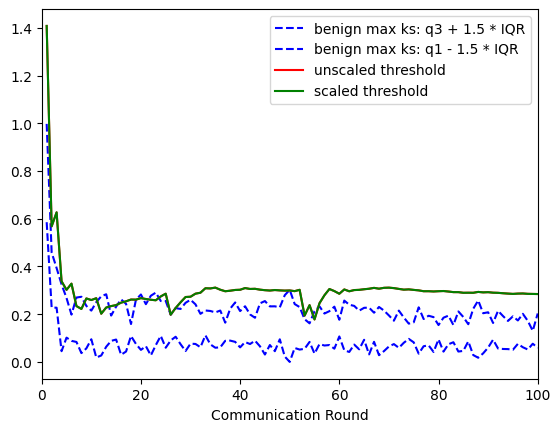 benign max ks: q3 + 1.5 * IQR
benign max ks: q1 - 1.5 * IQR
unscaled threshold
scaled threshold
1.4
1.2
1.0
0.8
0.6
0.4
0.2
0.0
0 20 40 60 80 100
Communication Round